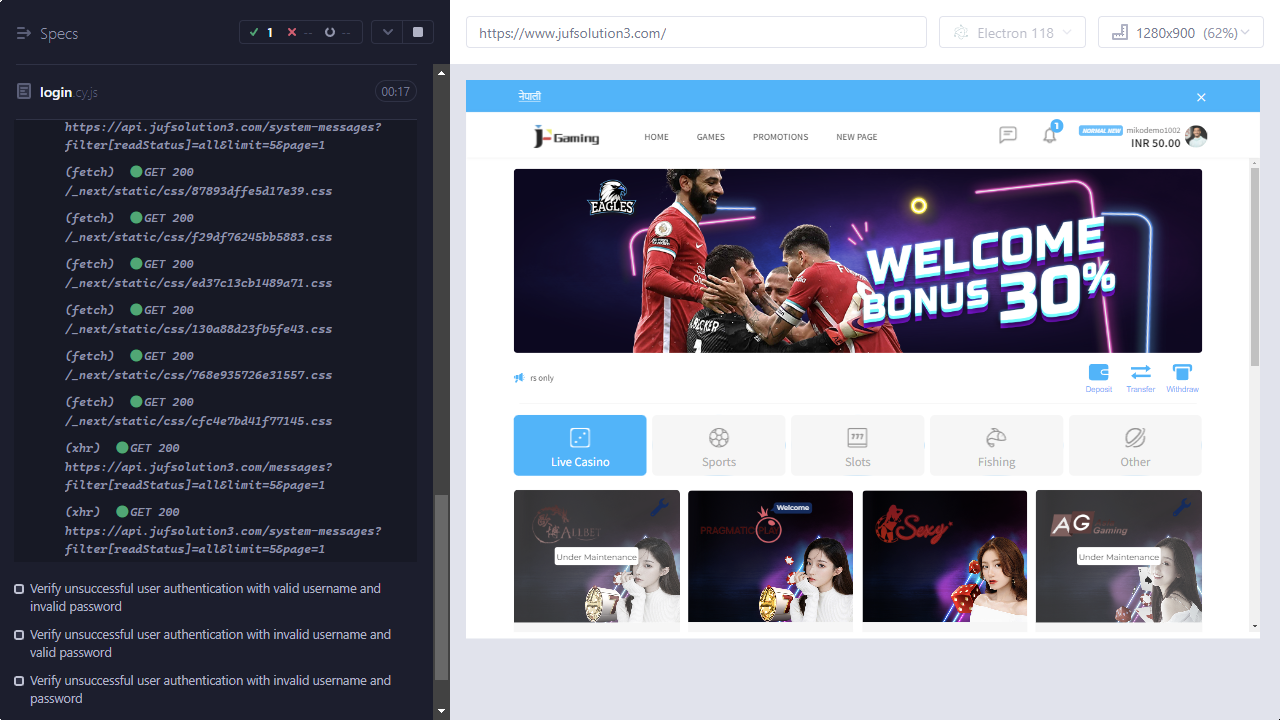 Specs
1
--
--
login.cy.js
00:17
https://api.jufsolution3.com/system-messages?
filter[readStatus]=all&limit=5&page=1
(fetch) GET 200
/_next/static/css/87893dffe5d17e39.css
(fetch) GET 200
/_next/static/css/f29df76245bb5883.css
(fetch) GET 200
/_next/static/css/ed37c13cb1489a71.css
(fetch) GET 200
/_next/static/css/130a88d23fb5fe43.css
(fetch) GET 200
/_next/static/css/768e935726e31557.css
(fetch) GET 200
/_next/static/css/cfc4e7bd41f77145.css
(xhr) GET 200
https://api.jufsolution3.com/messages?
filter[readStatus]=all&limit=5&page=1
(xhr) GET 200
https://api.jufsolution3.com/system-messages?
filter[readStatus]=all&limit=5&page=1
Verify unsuccessful user authentication with valid username and
invalid password
Verify unsuccessful user authentication with invalid username and
valid password
Verify unsuccessful user authentication with invalid username and
password
https://www.jufsolution3.com/
Electron 118
1280x900 (62%)
नेपाली
J-Gaming
HOME
GAMES
PROMOTIONS
NEW PAGE
1
NORMAL NEW
mikodemo1002
INR 50.00
EAGLES
WELCOME
BONUS 30%
rs only
Deposit
Transfer
Withdraw
Live Casino
Sports
777
Slots
Fishing
Other
ALLBET
Under Maintenance
Welcome
PRAGMATIC PLAY
Sexy
AG
Gaming
Under Maintenance